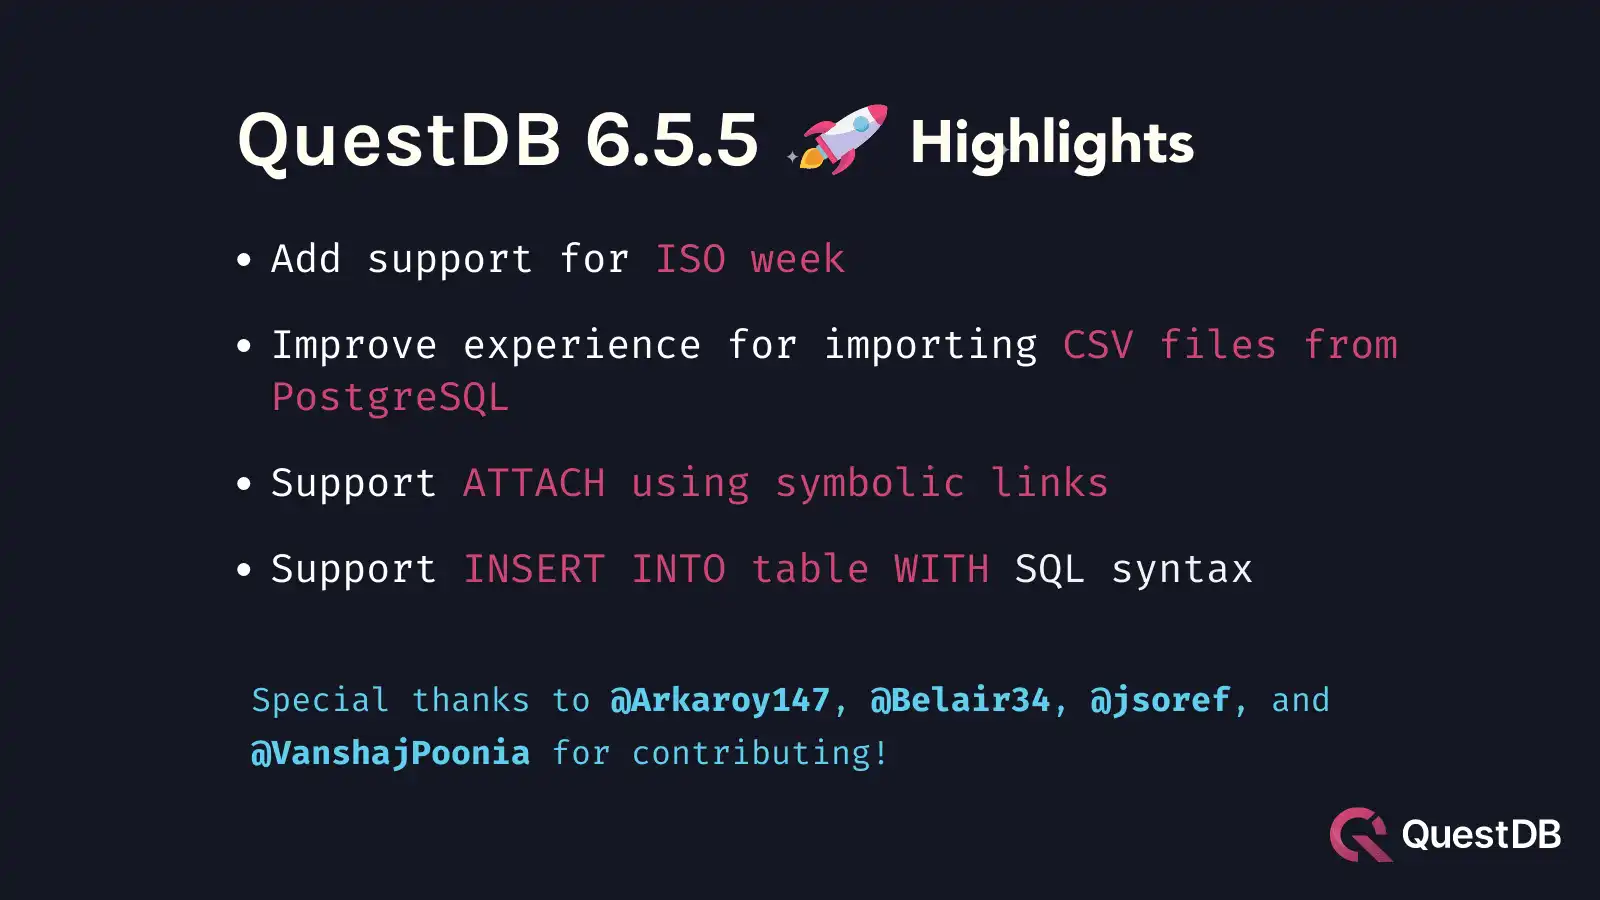 QuestDB 6.5.5 🚀 Highlights
• Add support for ISO week
• Improve experience for importing CSV files from
PostgreSQL
• Support ATTACH using symbolic links
• Support INSERT INTO table WITH SQL syntax
Special thanks to @Arkaroy147, @Belair34, @jsoref, and
@VanshajPoonia for contributing!
QuestDB